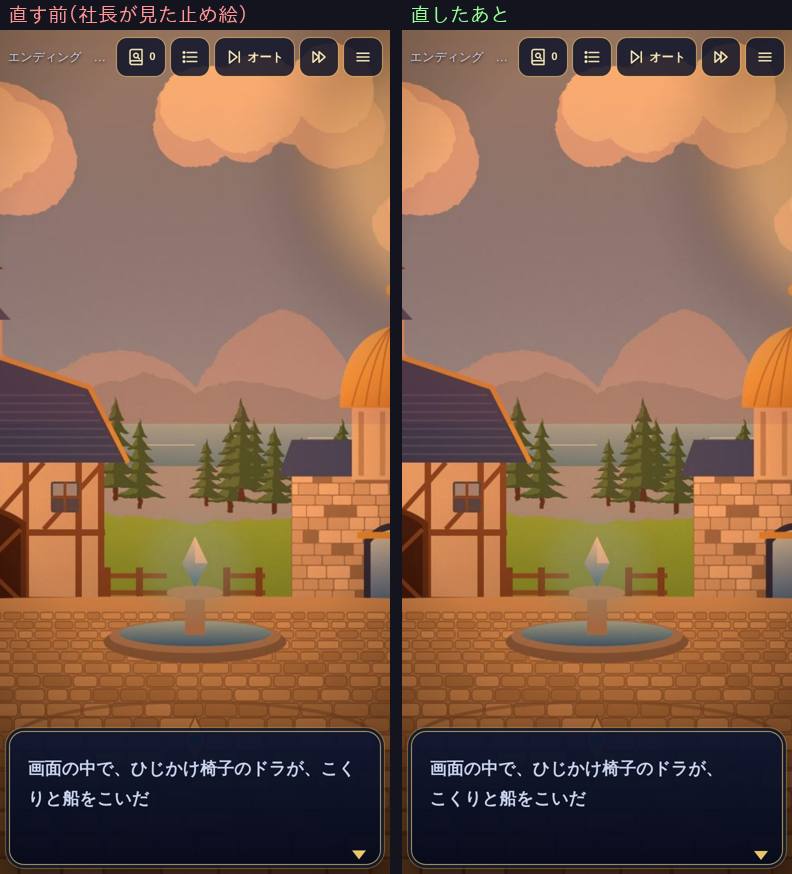 直す前(社長が見た止め絵)
エンディング …
0
オート
画面の中で、ひじかけ椅子のドラが、こく
りと船をこいだ
直したあと
エンディング …
0
オート
画面の中で、ひじかけ椅子のドラが、
こくりと船をこいだ